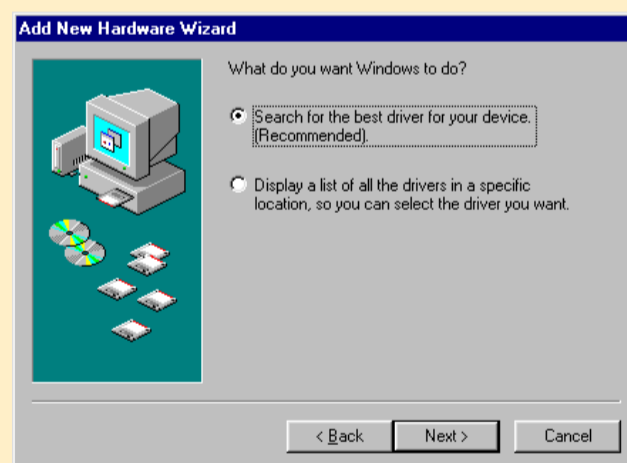 Add New Hardware Wizard
What do you want Windows to do?
Search for the best driver for your device.
(Recommended).
Display a list of all the drivers in a specific
location, so you can select the driver you want.
< Back
Next >
Cancel